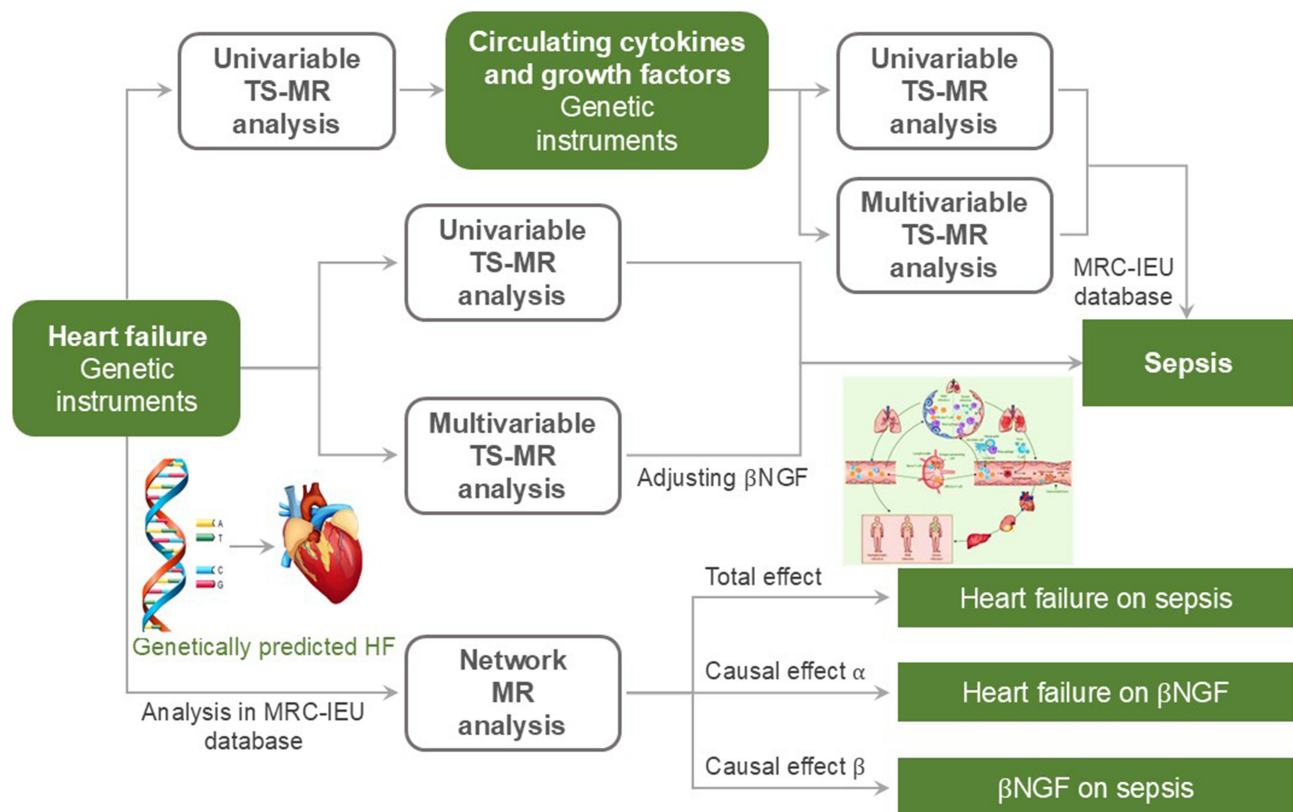 Univariable
TS-MR
analysis
Circulating cytokines
and growth factors
Genetic
instruments
Univariable
TS-MR
analysis
Multivariable
TS-MR
analysis
MRC-IEU
database
Univariable
TS-MR
analysis
Heart failure
Genetic
instruments
Multivariable
TS-MR
analysis
Adjusting βNGF
Sepsis
A
T
C
G
Genetically predicted HF
Analysis in MRC-IEU
database
Network
MR
analysis
Total effect
Heart failure on sepsis
Causal effect α
Heart failure on βNGF
Causal effect β
βNGF on sepsis